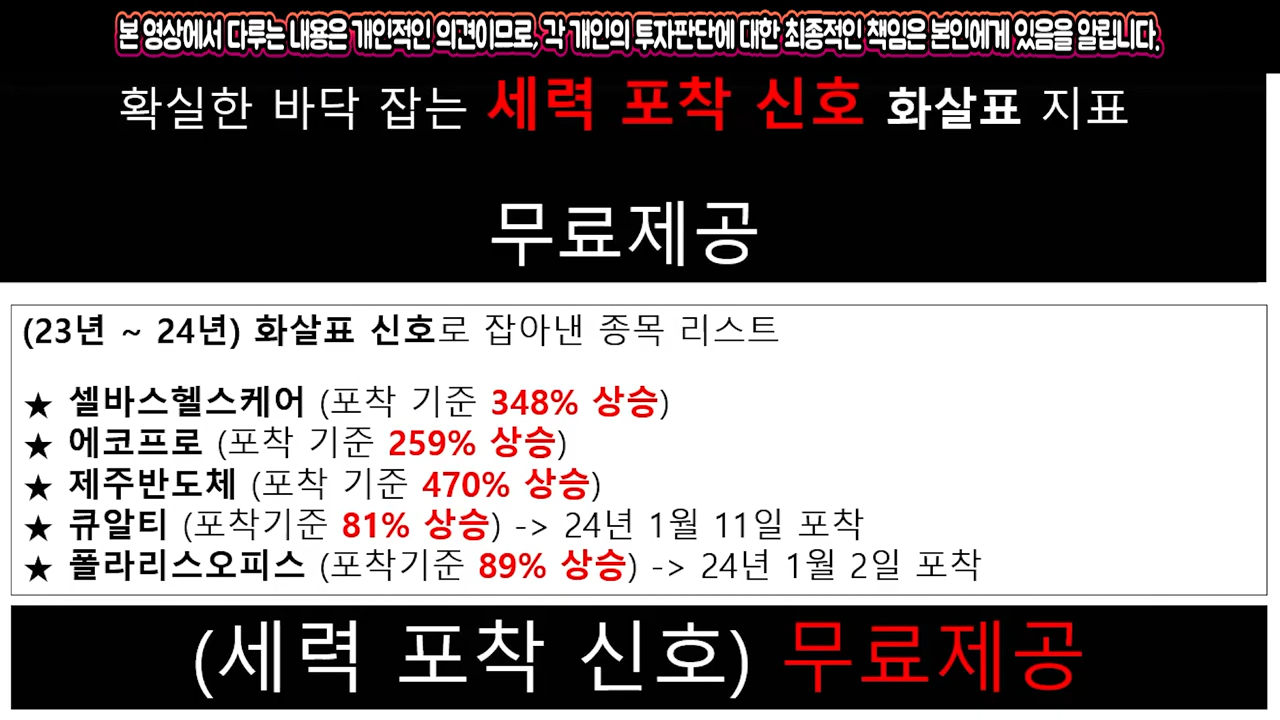 본 영상에서 다루는 내용은 개인적인 의견이므로, 각 개인의 투자판단에 대한 최종적인 책임은 본인에게 있음을 알립니다.
확실한 바닥 잡는 세력 포착 신호 화살표 지표
무료제공
(23년 ~ 24년) 화살표 신호로 잡아낸 종목 리스트
★ 셀바스헬스케어 (포착 기준 348% 상승)
★ 에코프로 (포착 기준 259% 상승)
★ 제주반도체 (포착 기준 470% 상승)
★ 큐알티 (포착기준 81% 상승) -> 24년 1월 11일 포착
★ 폴라리스오피스 (포착기준 89% 상승) -> 24년 1월 2일 포착
(세력 포착 신호) 무료제공